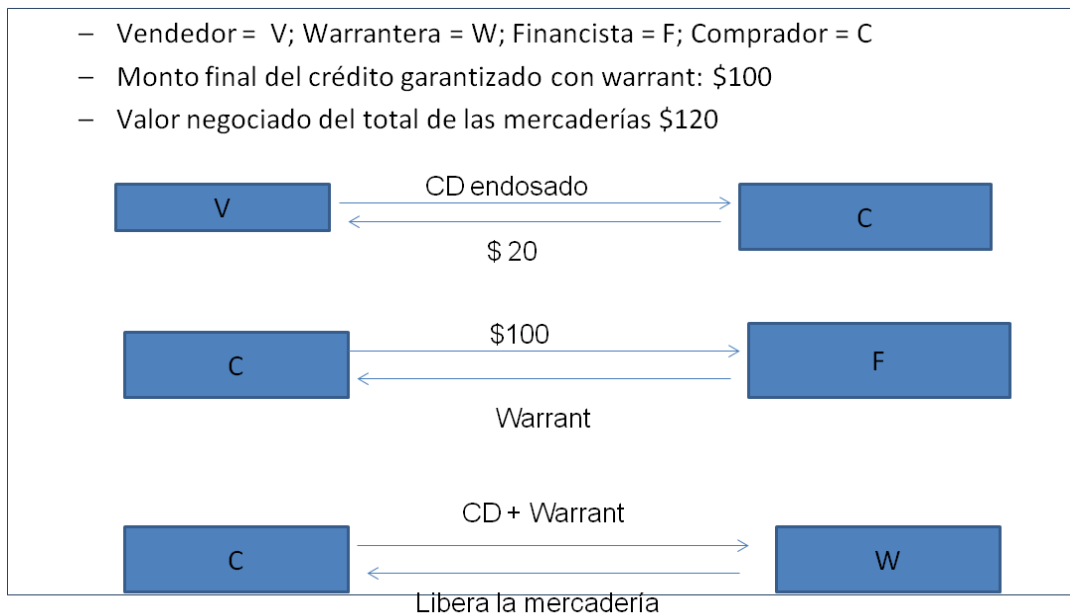 – Vendedor = V; Warrantera = W; Financista = F; Comprador = C
– Monto final del crédito garantizado con warrant: $100
– Valor negociado del total de las mercaderías $120
CD endosado
V
C
$ 20
$100
C
F
Warrant
CD + Warrant
C
W
Libera la mercadería